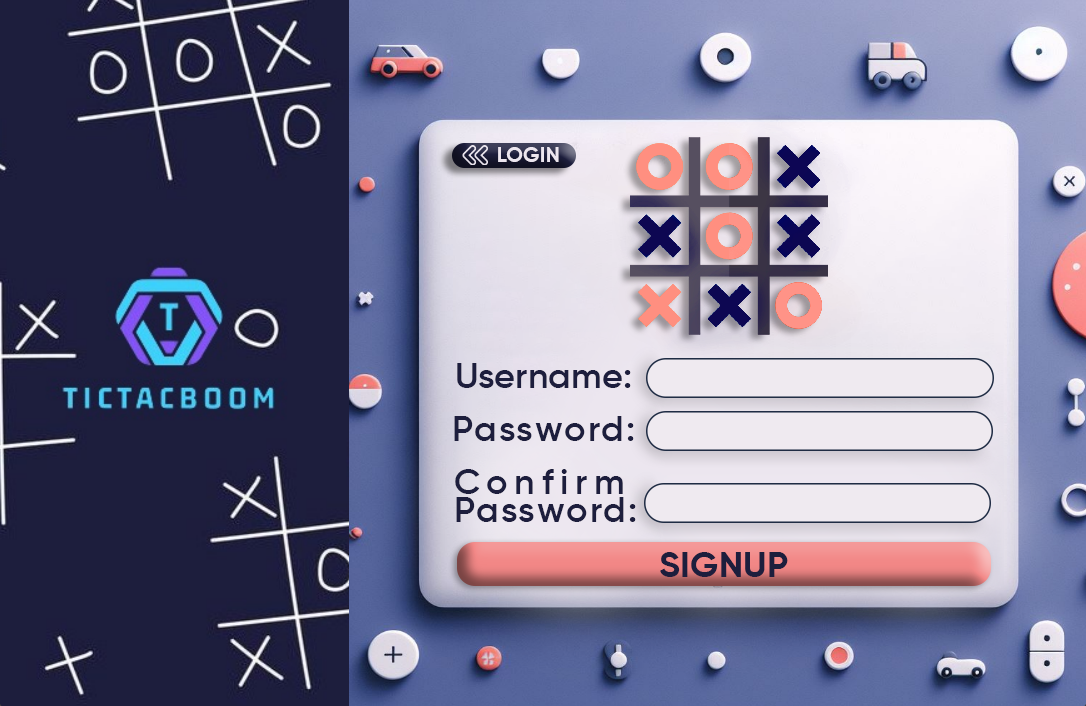 T
TICTACBOOM
LOGIN
O O X
X O X
X X O
Username:
Password:
Confirm
Password:
SIGNUP